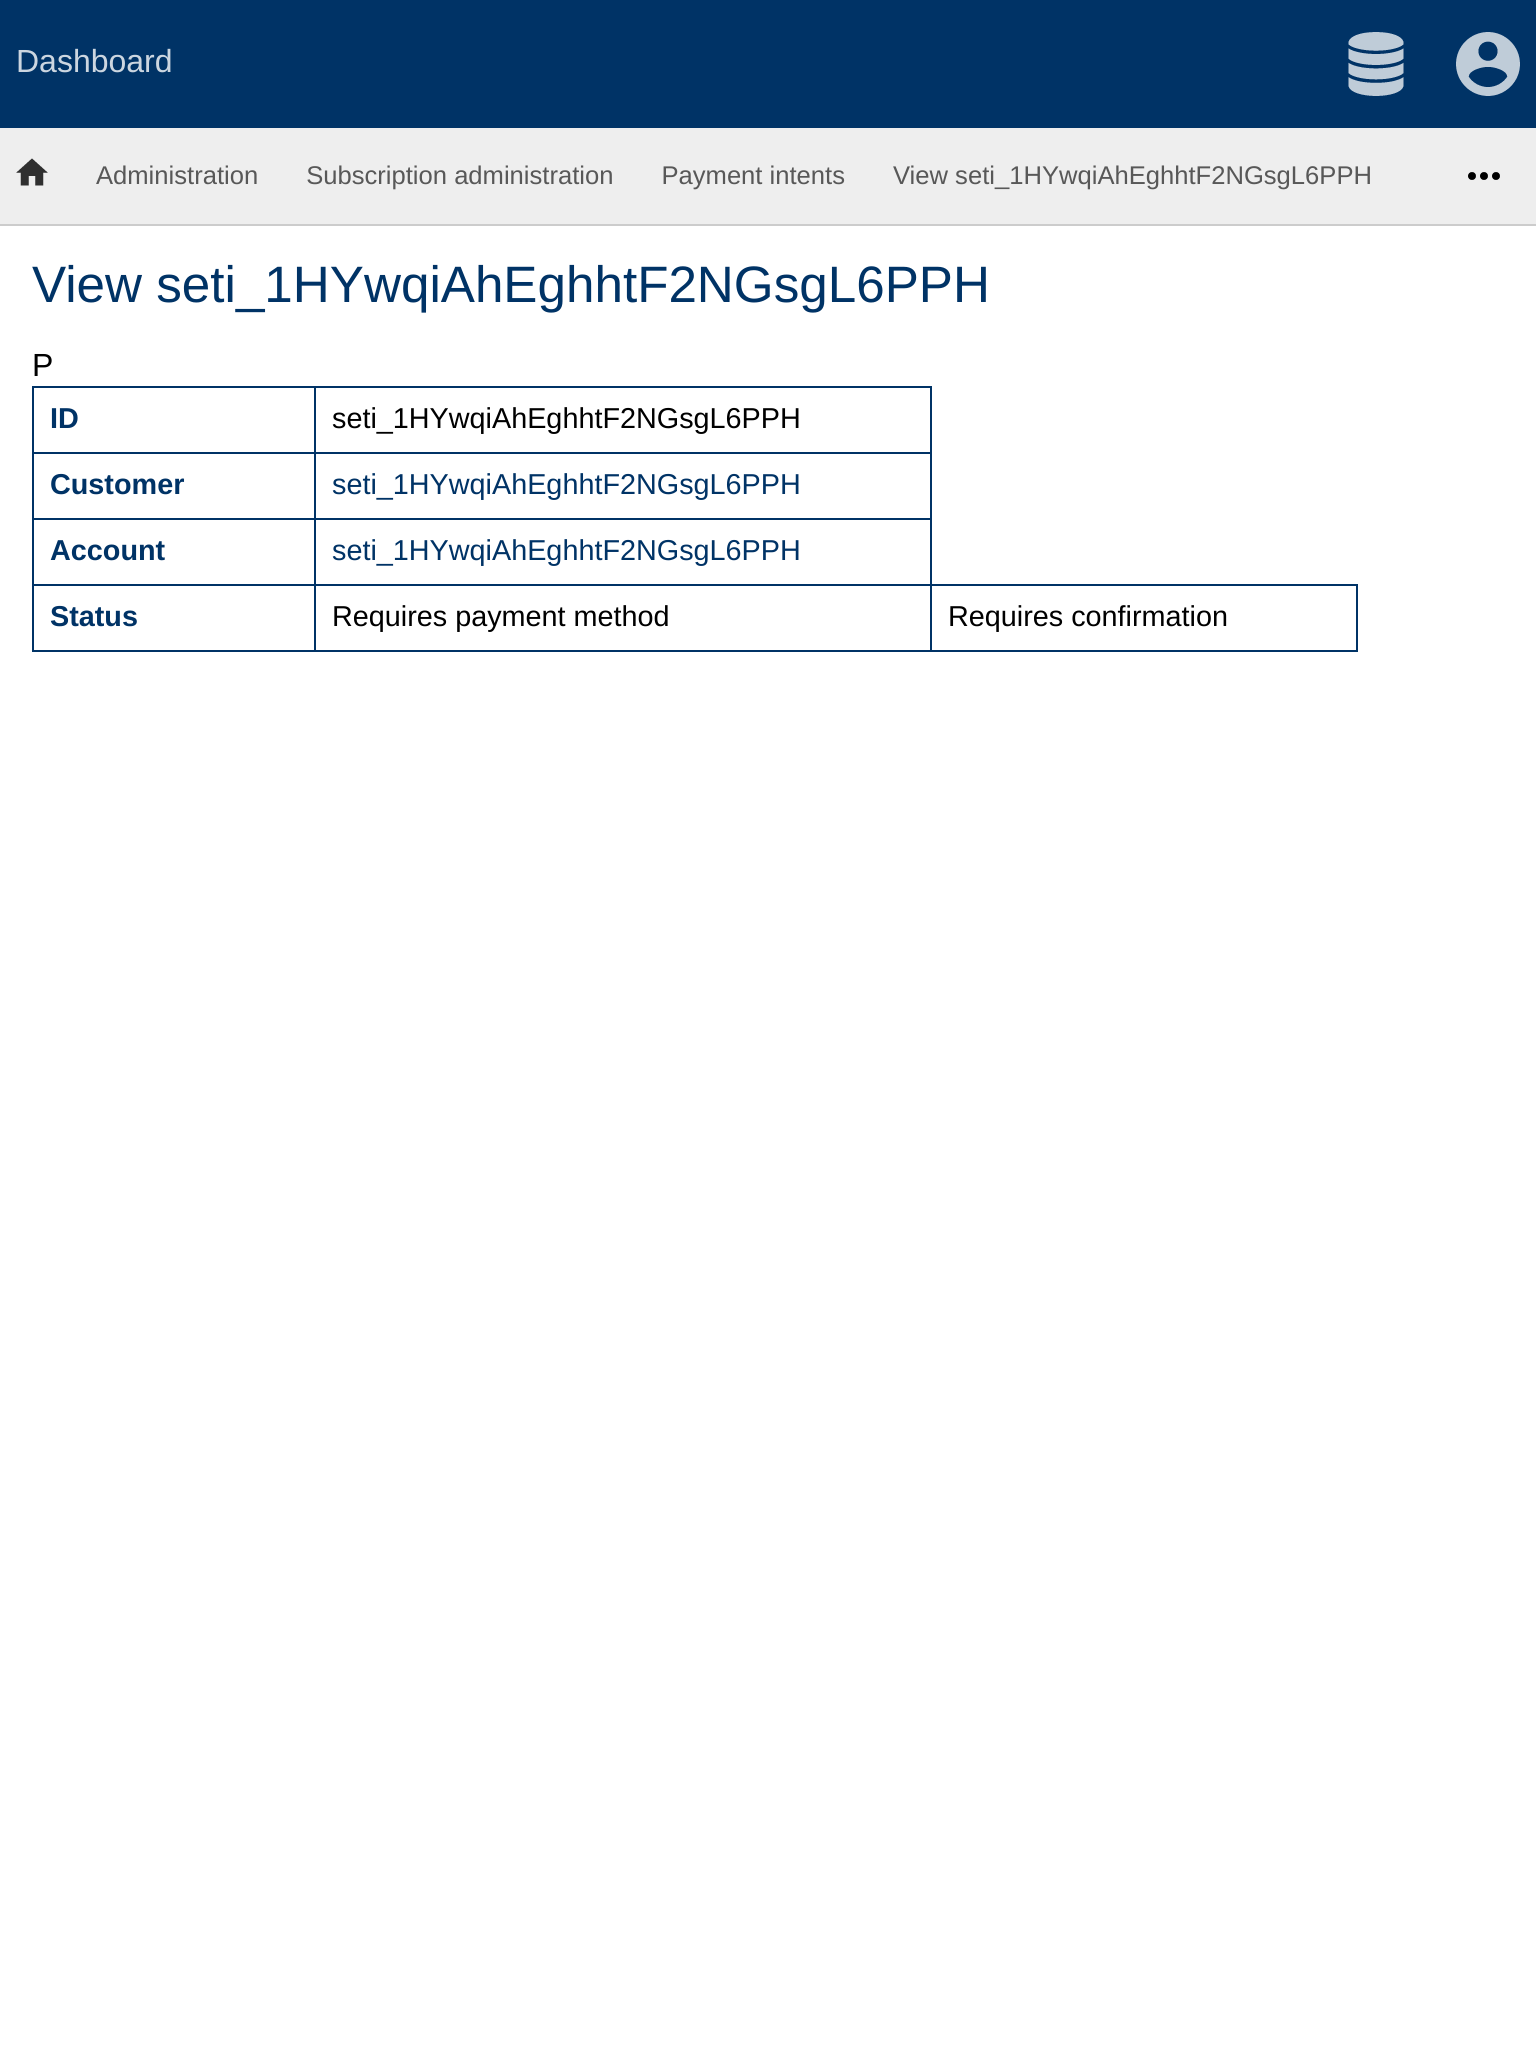 Dashboard
Administration Subscription administration Payment intents View seti_1HYwqiAhEghhtF2NGsgL6PPH
View seti_1HYwqiAhEghhtF2NGsgL6PPH
P
ID seti_1HYwqiAhEghhtF2NGsgL6PPH
Customer seti_1HYwqiAhEghhtF2NGsgL6PPH
Account seti_1HYwqiAhEghhtF2NGsgL6PPH
Status Requires payment method Requires confirmation